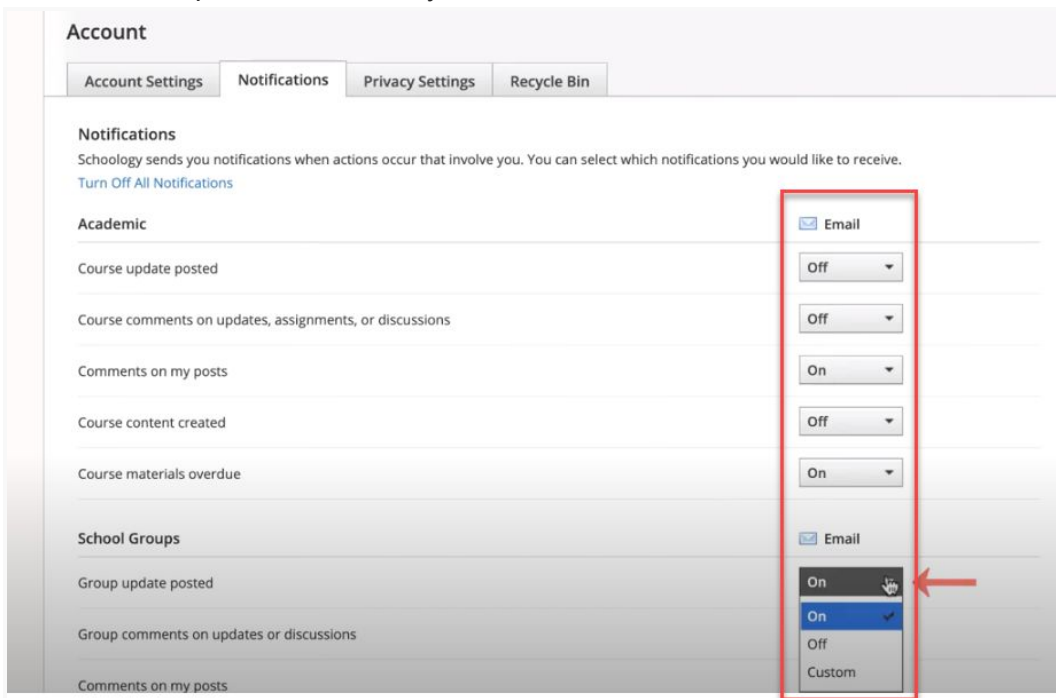 Account
Account Settings Notifications Privacy Settings Recycle Bin
Notifications
Schoology sends you notifications when actions occur that involve you. You can select which notifications you would like to receive.
Turn Off All Notifications
Academic Email
Course update posted Off
Course comments on updates, assignments, or discussions Off
Comments on my posts On
Course content created Off
Course materials overdue On
School Groups Email
Group update posted On
On
Group comments on updates or discussions
Off
Custom
Comments on my posts